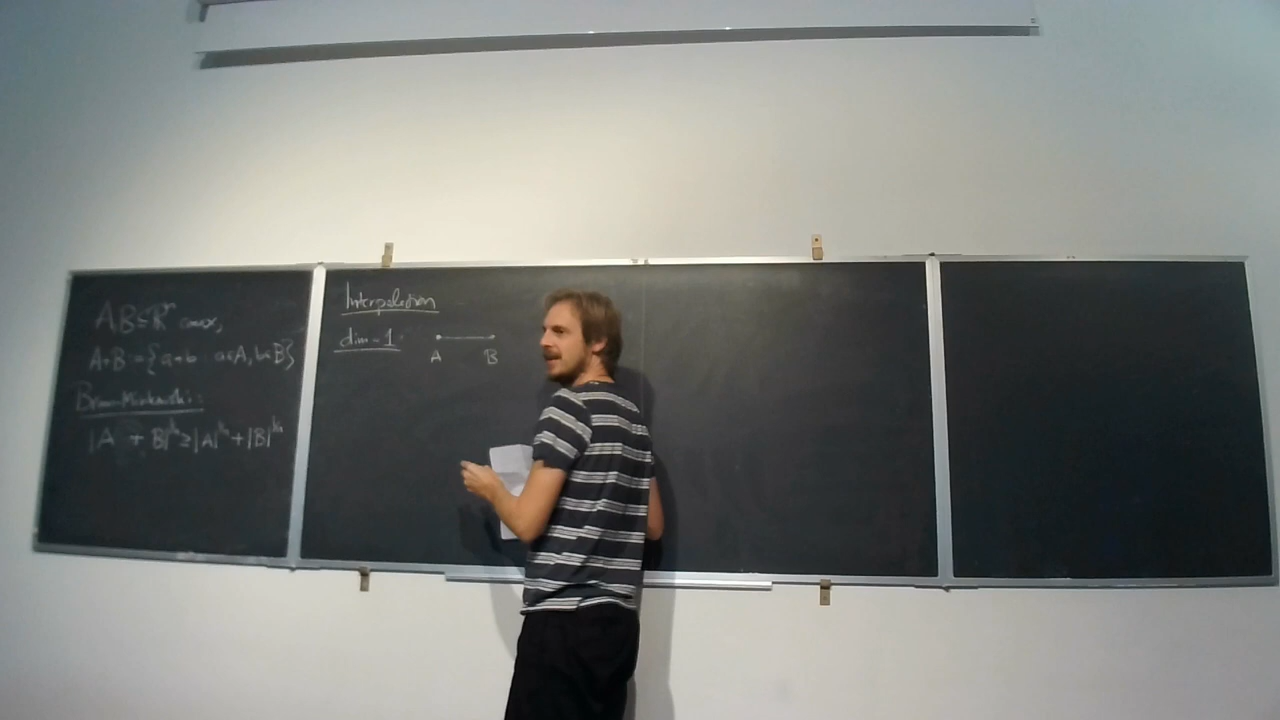 A,B⊆ℝⁿ convex,
A+B := {a+b : a∈A, b∈B}
Brunn-Minkowski:
|A + B|^{1/n} ≥ |A|^{1/n} + |B|^{1/n}
Interpolation
dim-1:
A B